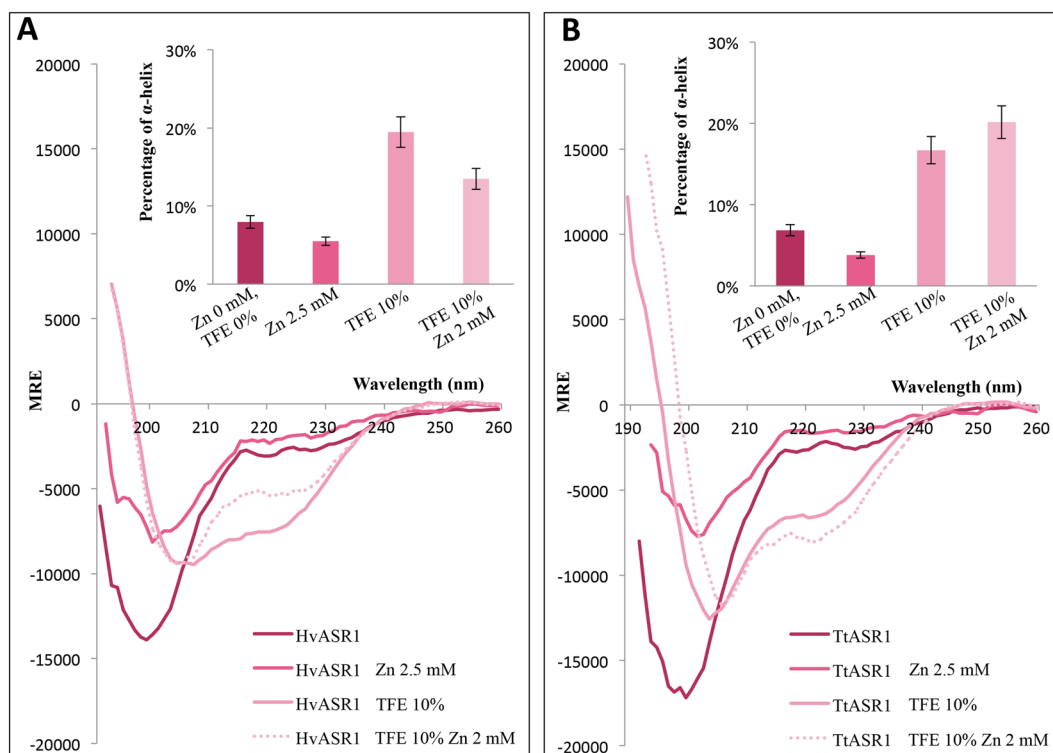 A
30%
20%
10%
0%
Percentage of α-helix
Zn 0 mM,
TFE 0%
Zn 2.5 mM
TFE 10%
TFE 10%
Zn 2 mM
20000
15000
10000
5000
0
-5000
-10000
-15000
-20000
MRE
Wavelength (nm)
200 210 220 230 240 250 260
HvASR1
HvASR1 Zn 2.5 mM
HvASR1 TFE 10%
HvASR1 TFE 10% Zn 2 mM
B
30%
20%
10%
0%
Percentage of α-helix
Zn 0 mM,
TFE 0%
Zn 2.5 mM
TFE 10%
TFE 10%
Zn 2 mM
20000
15000
10000
5000
0
-5000
-10000
-15000
-20000
MRE
Wavelength (nm)
190 200 210 220 230 240 250 260
TtASR1
TtASR1 Zn 2.5 mM
TtASR1 TFE 10%
TtASR1 TFE 10% Zn 2 mM